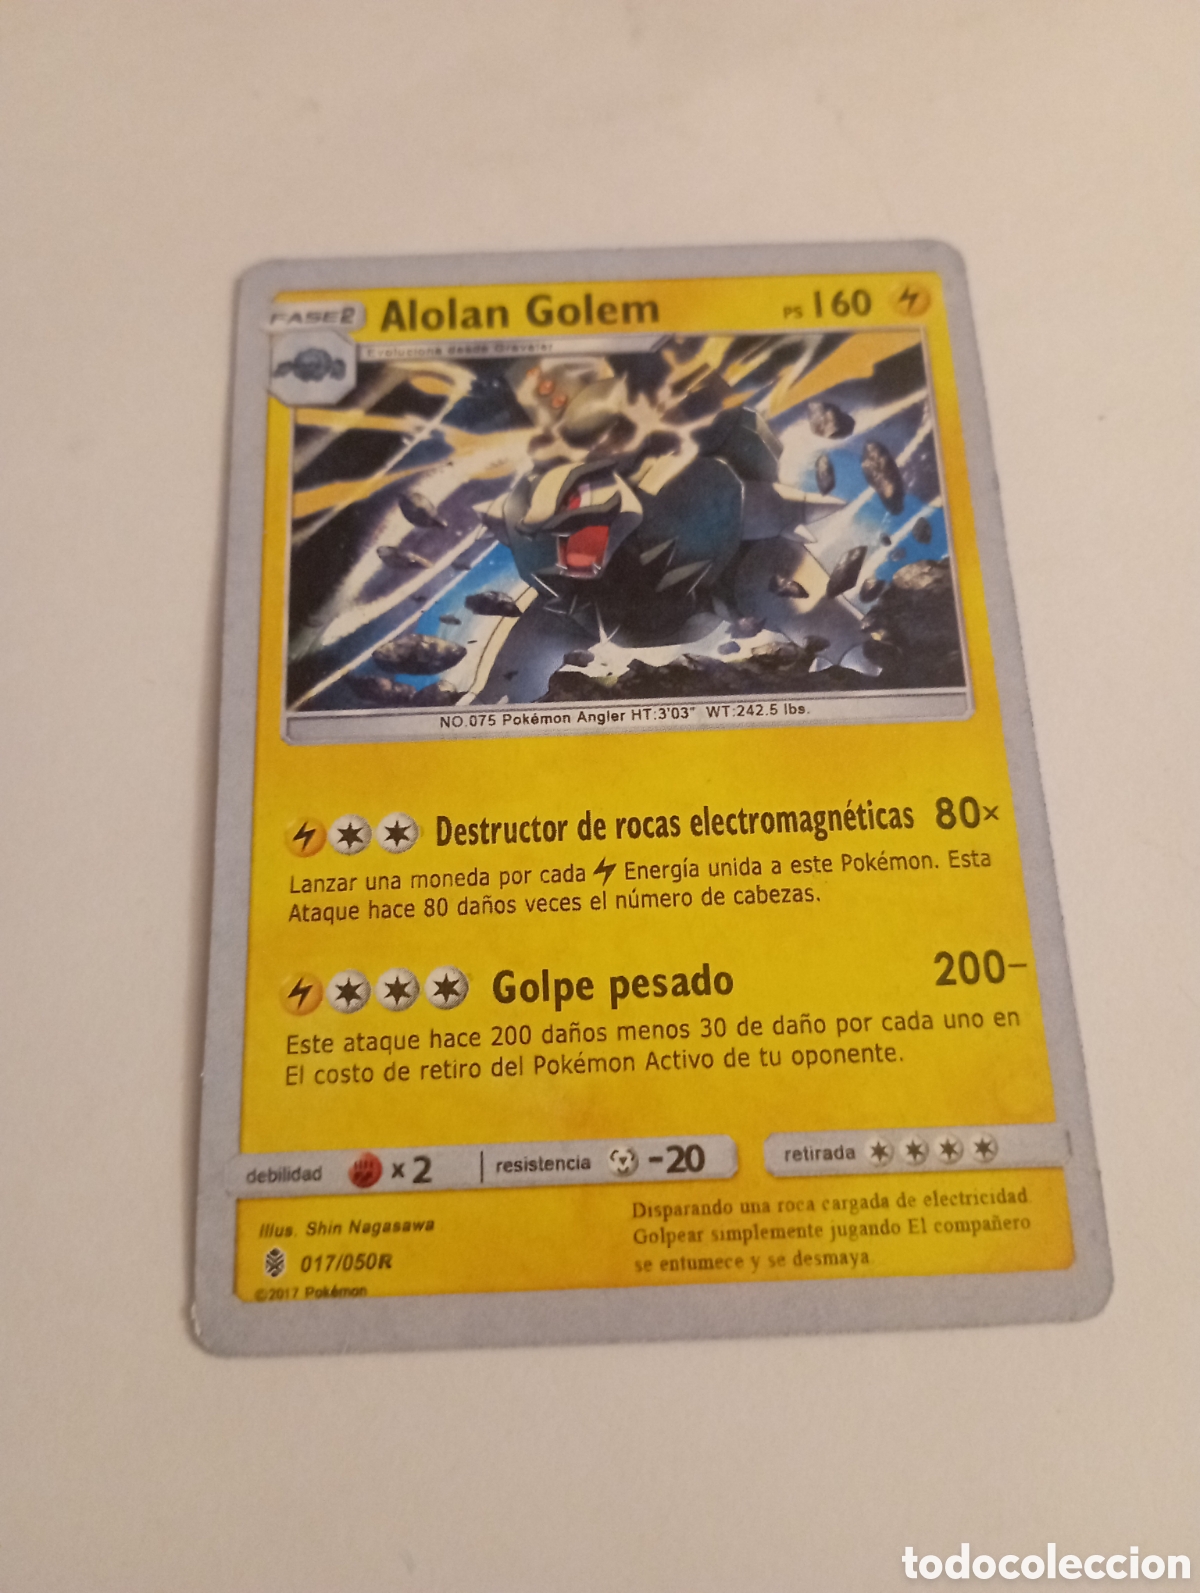 FASE2 Alolan Golem PS 160
Evoluciona desde Graveler
NO.075 Pokémon Angler HT:3'03" WT:242.5 lbs.
Destructor de rocas electromagnéticas 80×
Lanzar una moneda por cada Energía unida a este Pokémon. Esta
Ataque hace 80 daños veces el número de cabezas.
Golpe pesado 200−
Este ataque hace 200 daños menos 30 de daño por cada uno en
El costo de retiro del Pokémon Activo de tu oponente.
debilidad x 2 resistencia -20 retirada
Illus. Shin Nagasawa
017/050R
©2017 Pokémon
Disparando una roca cargada de electricidad.
Golpear simplemente jugando El compañero
se entumece y se desmaya.
todocoleccion